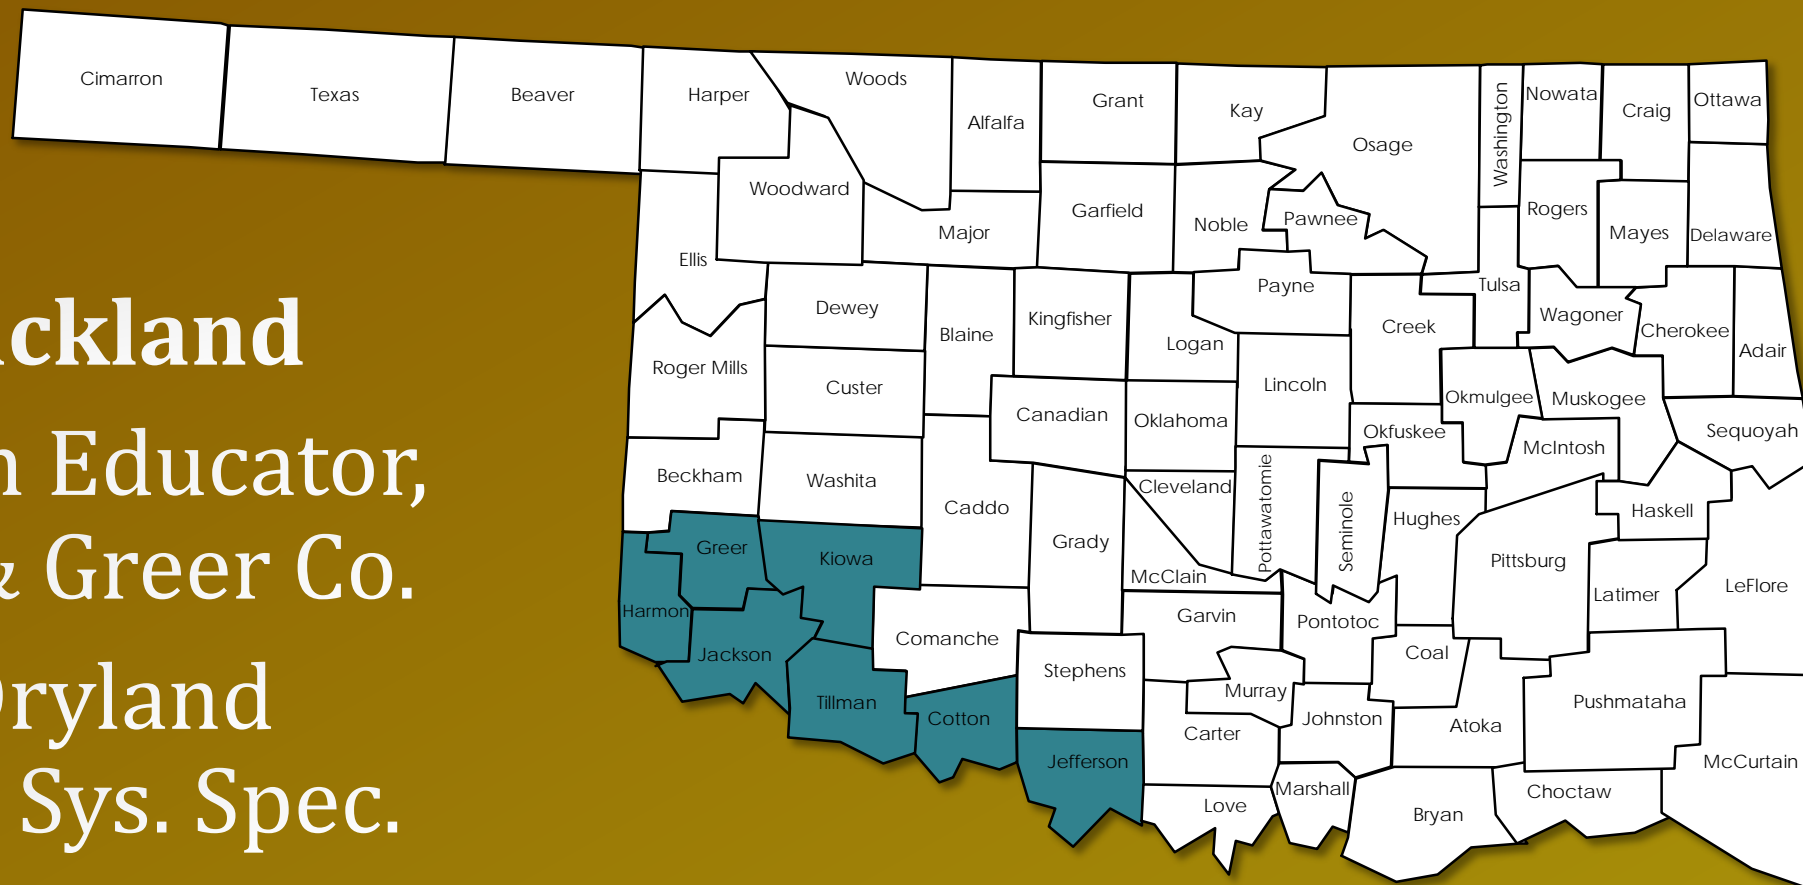 ckland
n Educator,
& Greer Co.
ryland
Sys. Spec.
Cimarron
Texas
Beaver
Harper
Woods
Alfalfa
Grant
Kay
Osage
Washington
Nowata
Craig
Ottawa
Woodward
Ellis
Major
Garfield
Noble
Pawnee
Rogers
Mayes
Delaware
Dewey
Blaine
Kingfisher
Logan
Payne
Creek
Tulsa
Wagoner
Cherokee
Adair
Roger Mills
Custer
Canadian
Oklahoma
Lincoln
Okfuskee
Okmulgee
Muskogee
McIntosh
Sequoyah
Beckham
Washita
Caddo
Grady
Cleveland
McClain
Pottawatomie
Seminole
Hughes
Pittsburg
Haskell
Latimer
LeFlore
Greer
Kiowa
Harmon
Jackson
Tillman
Comanche
Cotton
Stephens
Jefferson
Garvin
Murray
Pontotoc
Coal
Carter
Johnston
Atoka
Pushmataha
McCurtain
Love
Marshall
Bryan
Choctaw